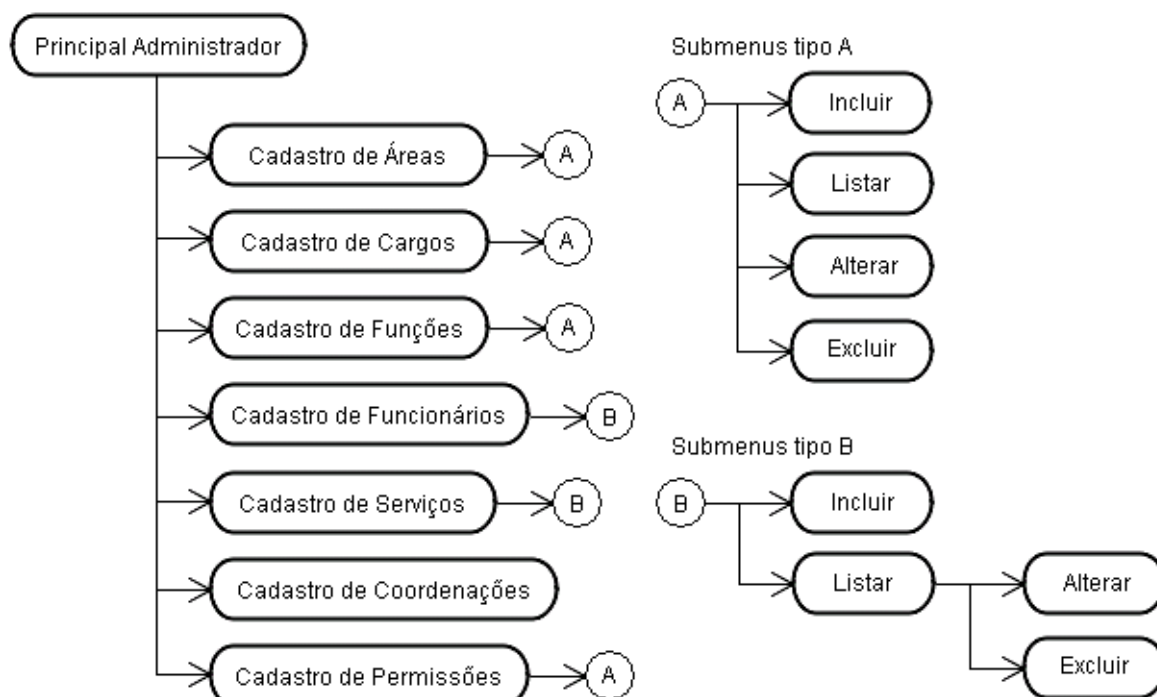 Principal Administrador
Cadastro de Áreas
A
Cadastro de Cargos
A
Cadastro de Funções
A
Cadastro de Funcionários
B
Cadastro de Serviços
B
Cadastro de Coordenações
Cadastro de Permissões
A
Submenus tipo A
A
Incluir
Listar
Alterar
Excluir
Submenus tipo B
B
Incluir
Listar
Alterar
Excluir